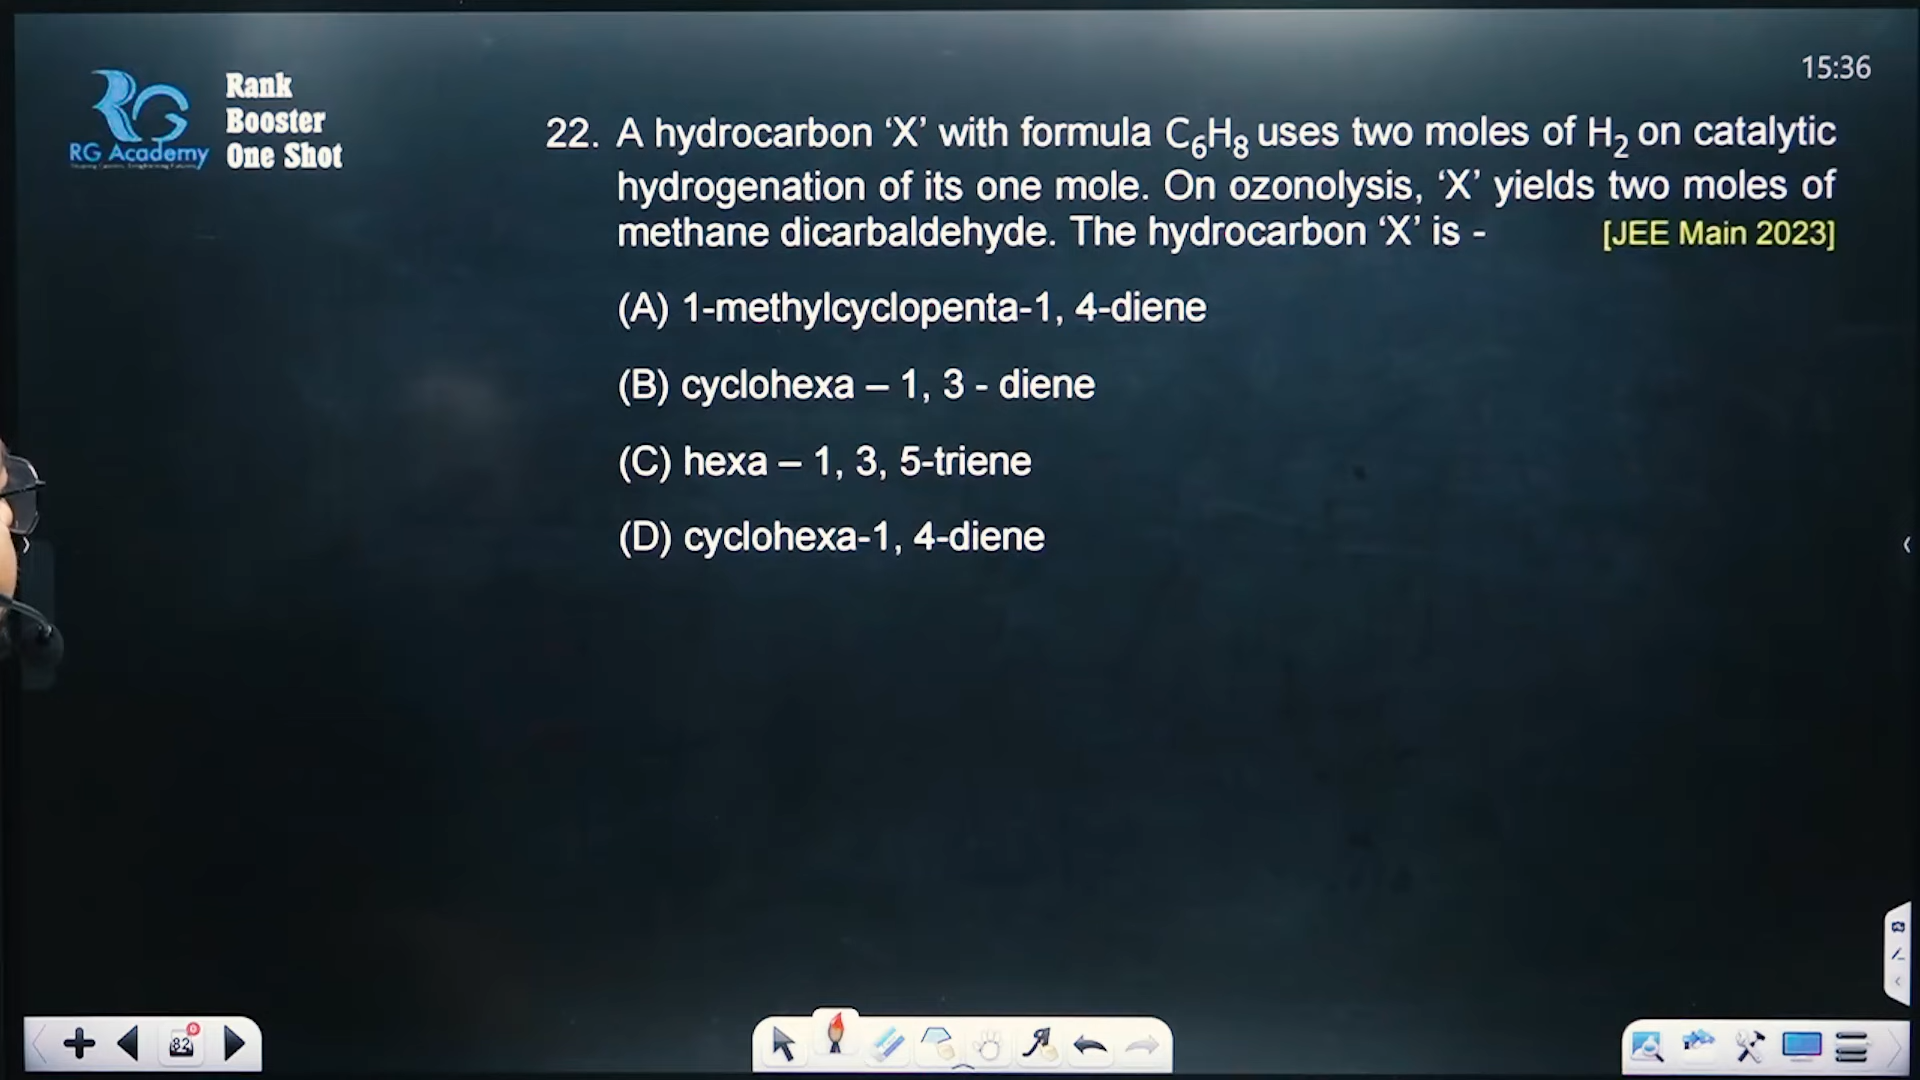 15:36
RG Academy
Rank
Booster
One Shot
22. A hydrocarbon ‘X’ with formula C₆H₈ uses two moles of H₂ on catalytic
hydrogenation of its one mole. On ozonolysis, ‘X’ yields two moles of
methane dicarbaldehyde. The hydrocarbon ‘X’ is - [JEE Main 2023]
(A) 1-methylcyclopenta-1, 4-diene
(B) cyclohexa – 1, 3 - diene
(C) hexa – 1, 3, 5-triene
(D) cyclohexa-1, 4-diene
82